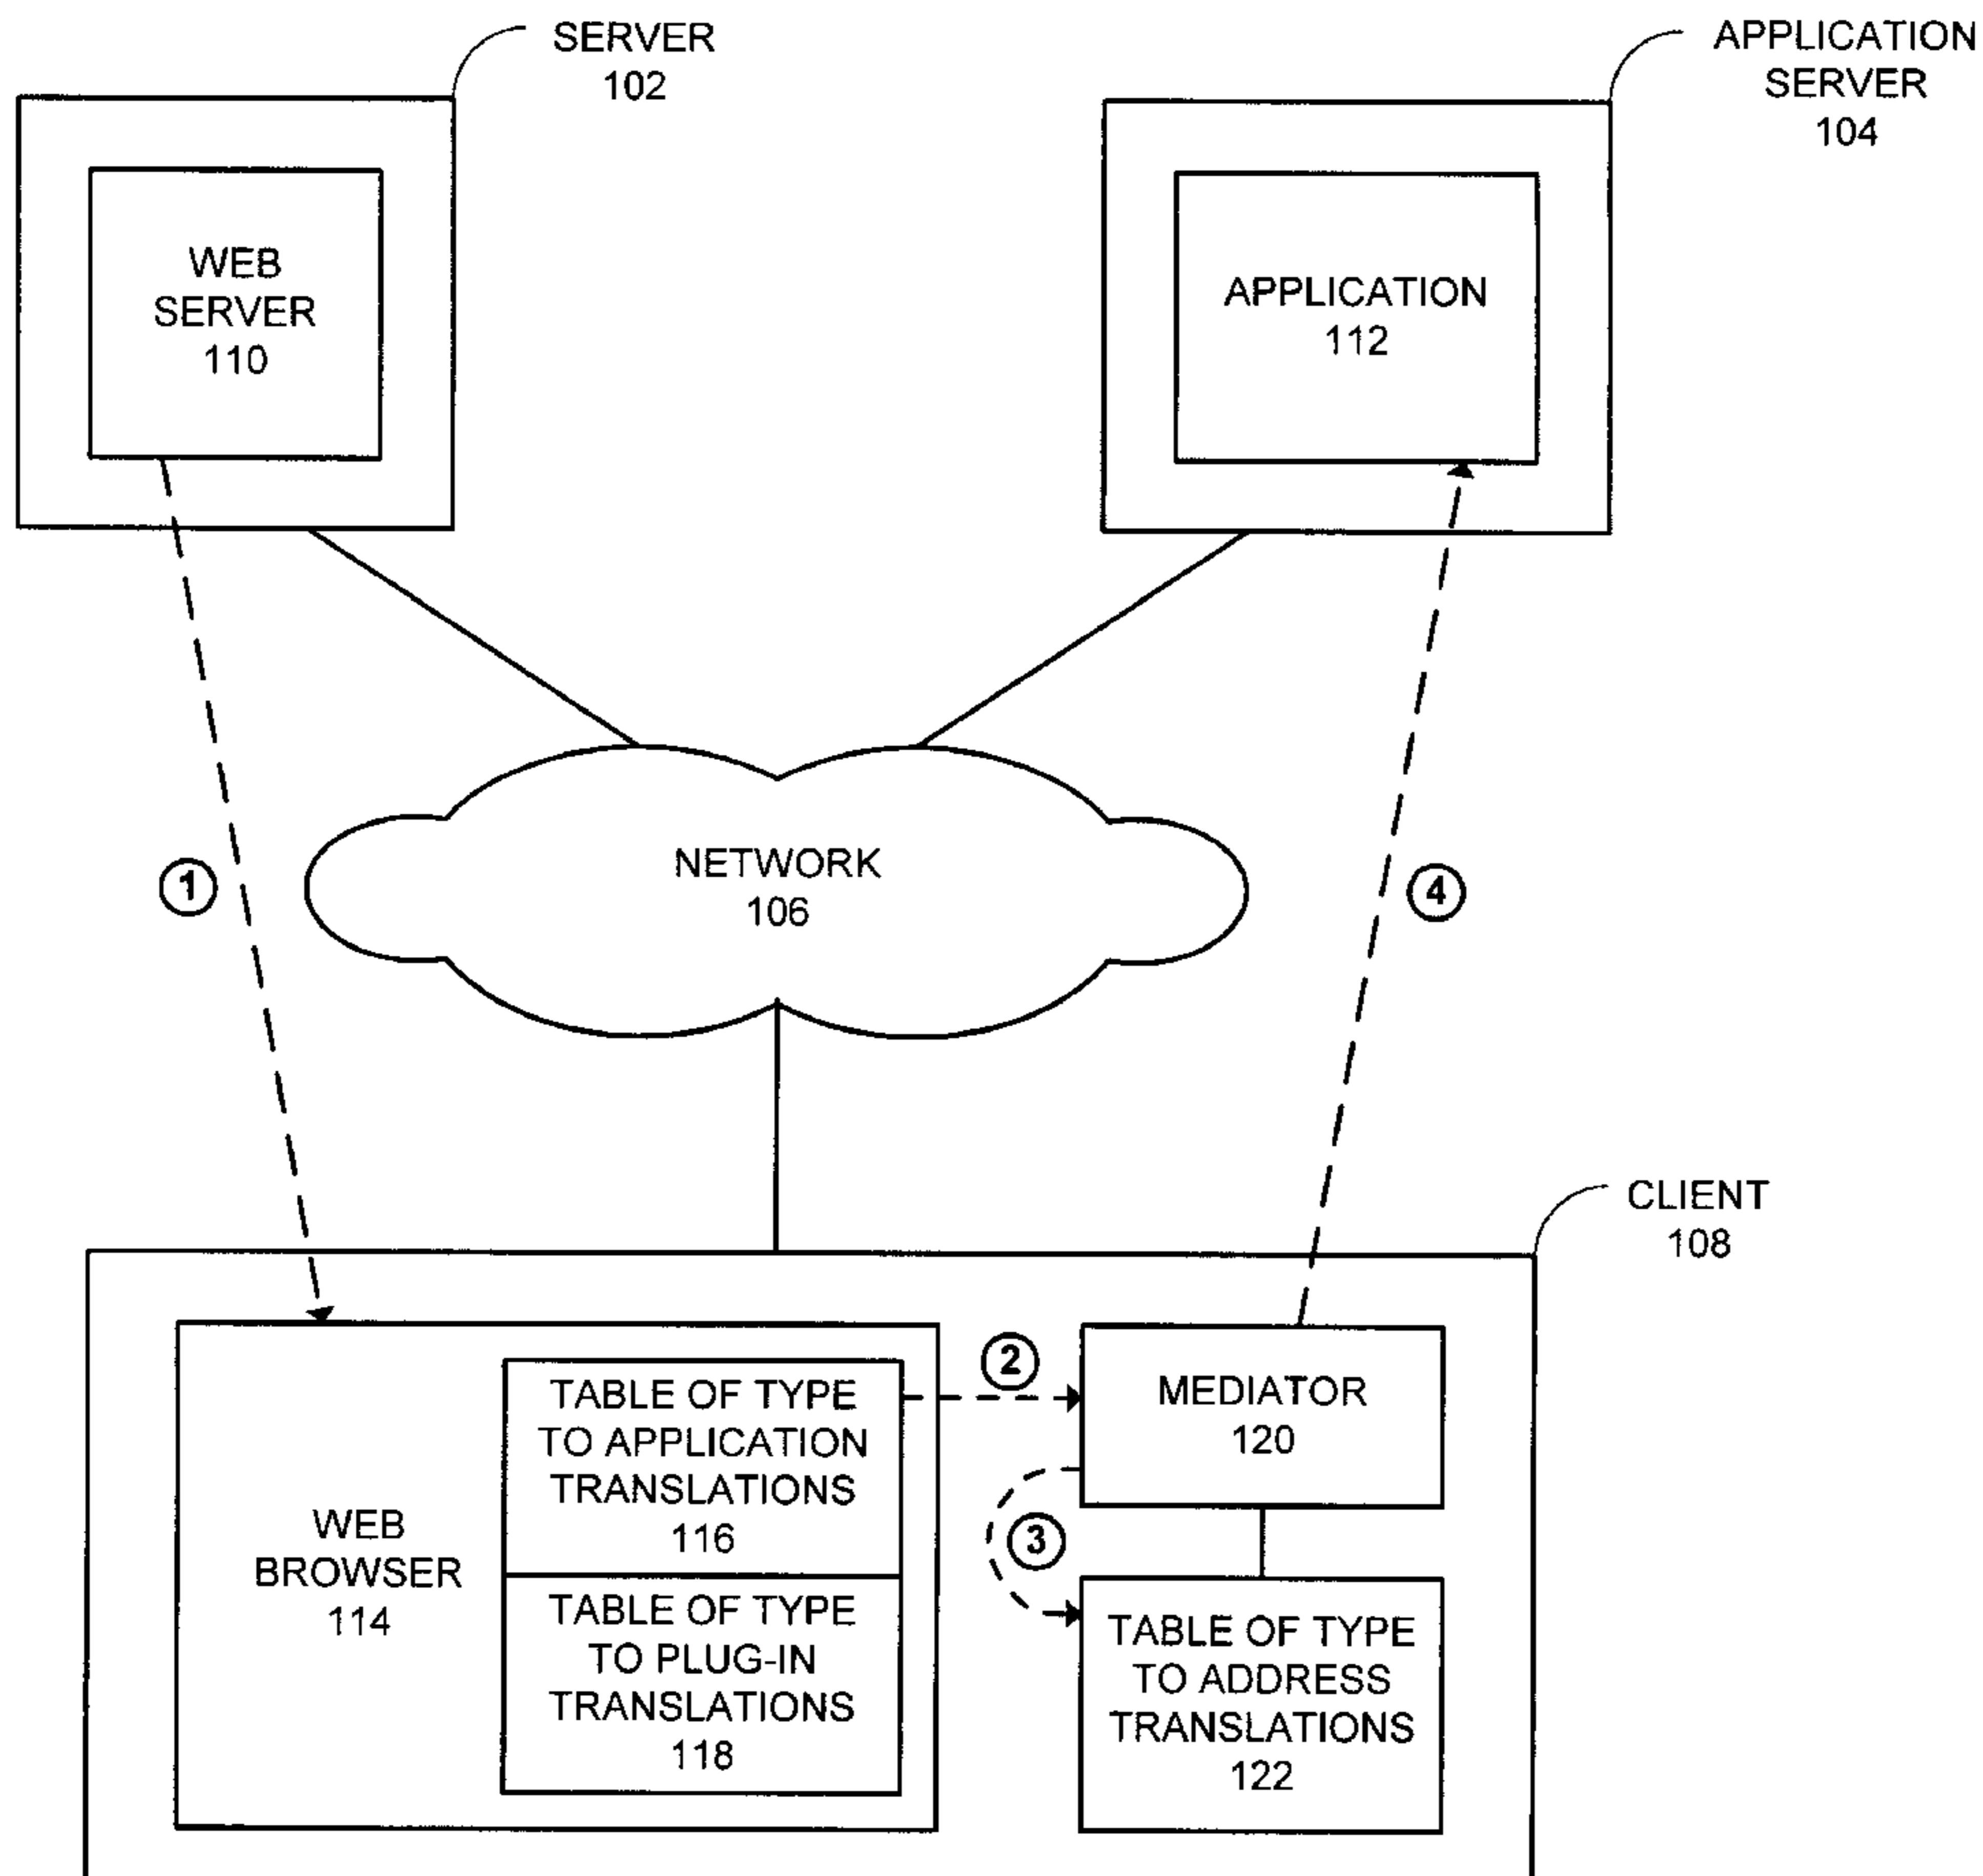 SERVER
102
APPLICATION
SERVER
104
WEB
SERVER
110
APPLICATION
112
NETWORK
106
1
4
CLIENT
108
2
TABLE OF TYPE
TO APPLICATION
TRANSLATIONS
116
MEDIATOR
120
WEB
BROWSER
114
3
TABLE OF TYPE
TO PLUG-IN
TRANSLATIONS
118
TABLE OF TYPE
TO ADDRESS
TRANSLATIONS
122